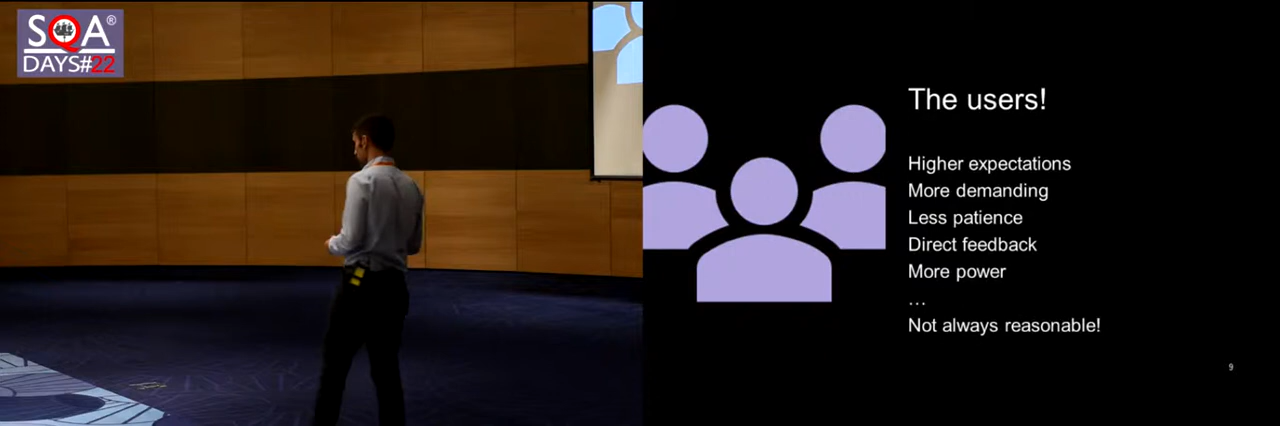 SQA®
DAYS#22
The users!
Higher expectations
More demanding
Less patience
Direct feedback
More power
…
Not always reasonable!
9